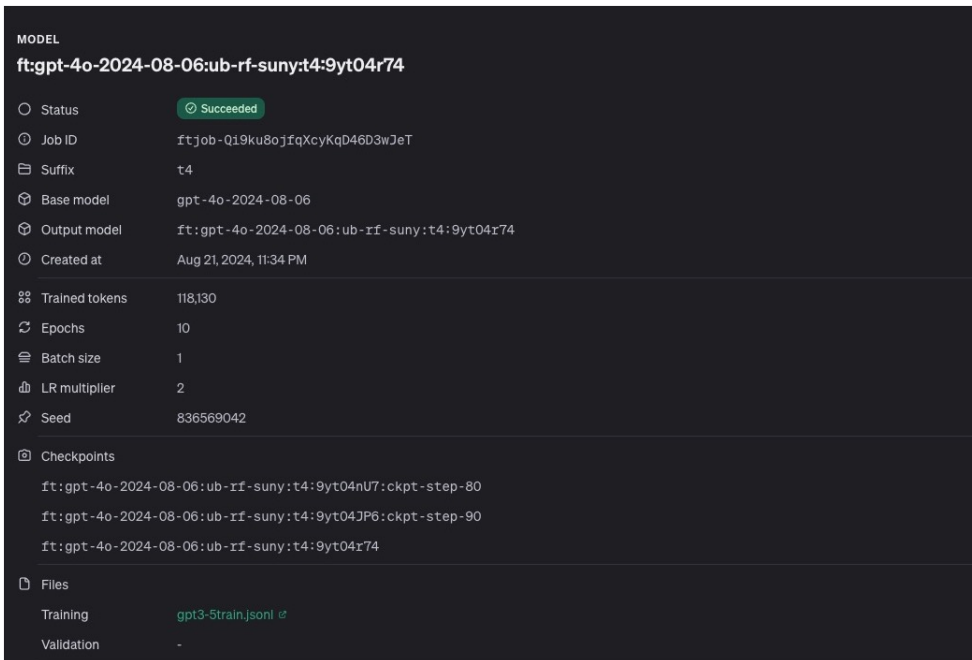 MODEL
ft:gpt-4o-2024-08-06:ub-rf-suny:t4:9yt04r74
Status Succeeded
Job ID ftjob-Qi9ku8ojfqXcyKqD46D3wJeT
Suffix t4
Base model gpt-4o-2024-08-06
Output model ft:gpt-4o-2024-08-06:ub-rf-suny:t4:9yt04r74
Created at Aug 21, 2024, 11:34 PM
Trained tokens 118,130
Epochs 10
Batch size 1
LR multiplier 2
Seed 836569042
Checkpoints
ft:gpt-4o-2024-08-06:ub-rf-suny:t4:9yt04nU7:ckpt-step-80
ft:gpt-4o-2024-08-06:ub-rf-suny:t4:9yt04JP6:ckpt-step-90
ft:gpt-4o-2024-08-06:ub-rf-suny:t4:9yt04r74
Files
Training gpt3-5train.jsonl
Validation -